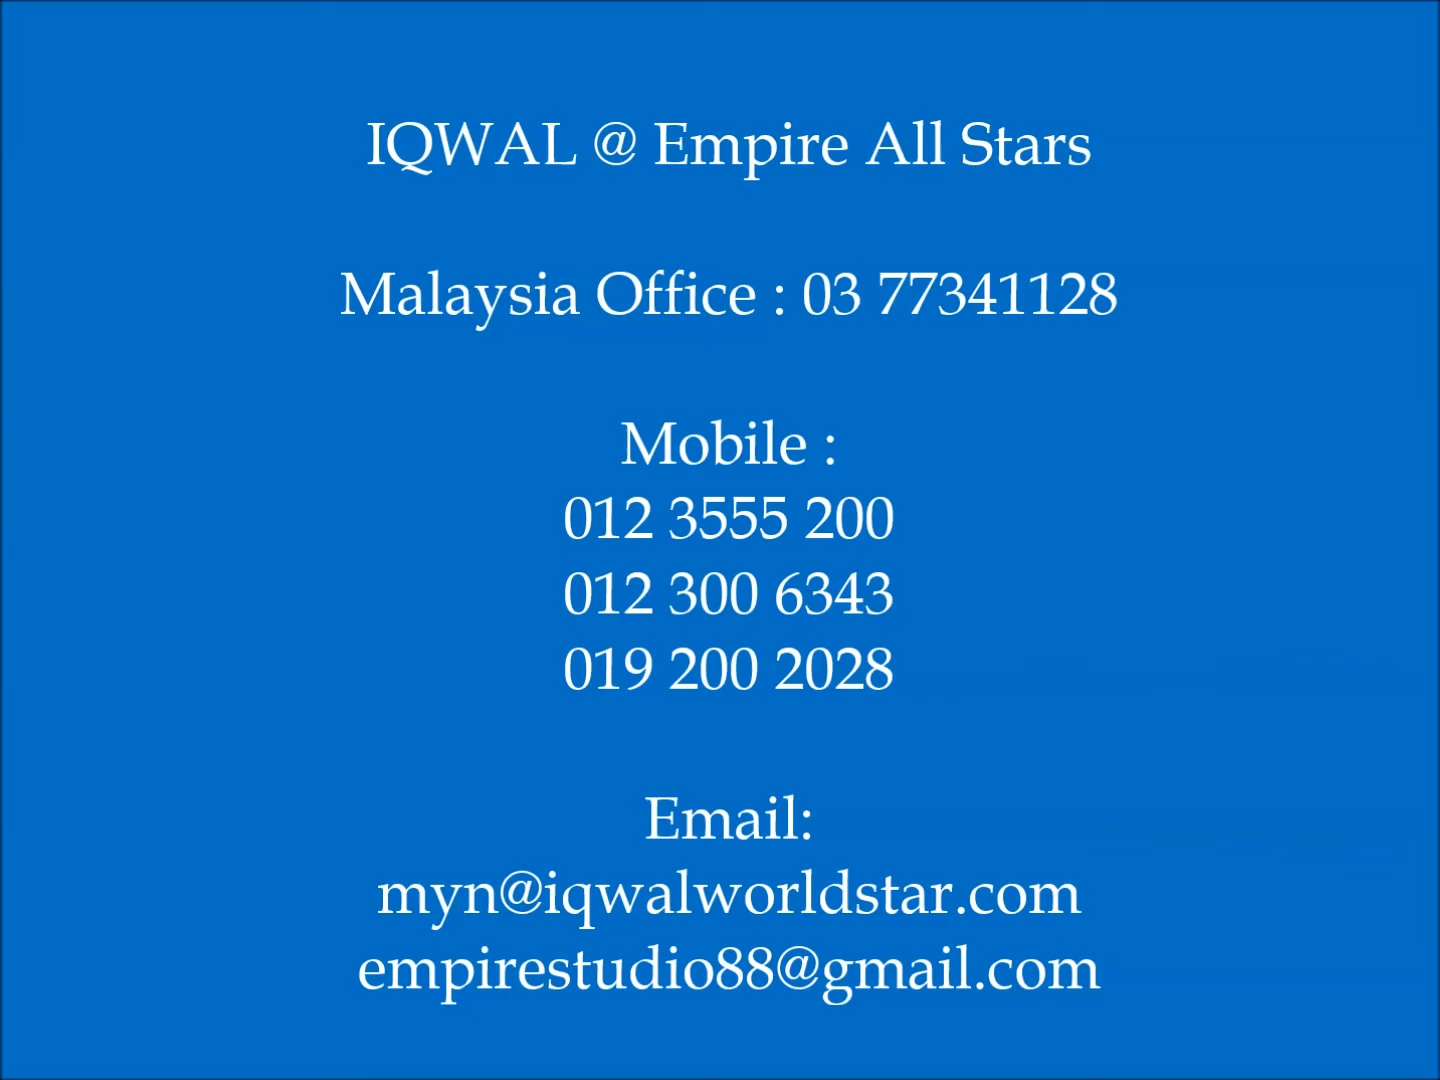 IQWAL @ Empire All Stars
Malaysia Office : 03 77341128
Mobile :
012 3555 200
012 300 6343
019 200 2028
Email:
myn@iqwalworldstar.com
empirestudio88@gmail.com